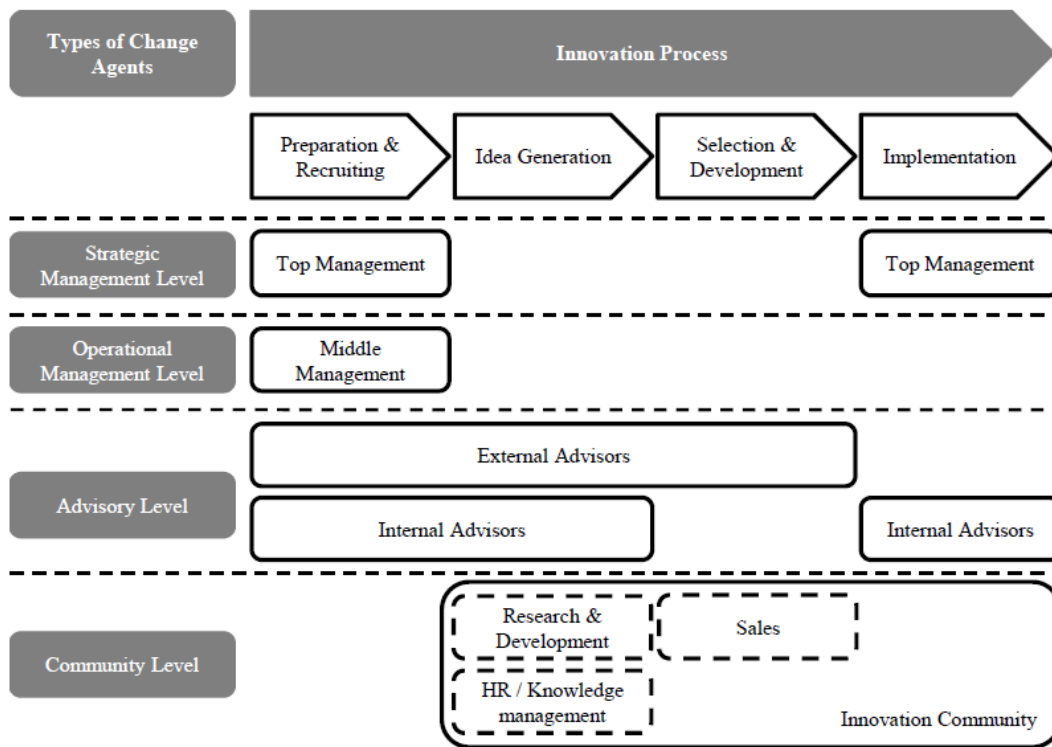 Types of Change
Agents
Innovation Process
Preparation &
Recruiting
Idea Generation
Selection &
Development
Implementation
Strategic
Management Level
Top Management
Top Management
Operational
Management Level
Middle
Management
External Advisors
Advisory Level
Internal Advisors
Internal Advisors
Research &
Development
Sales
Community Level
HR / Knowledge
management
Innovation Community